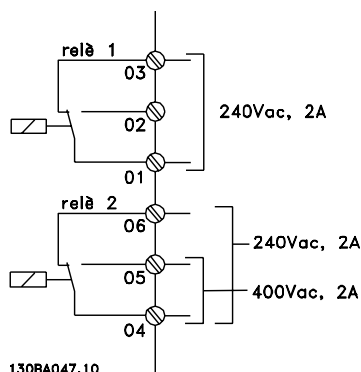 relè 1
03
02
240Vac, 2A
01
relè 2
06
240Vac, 2A
05
400Vac, 2A
04
130BA047.10